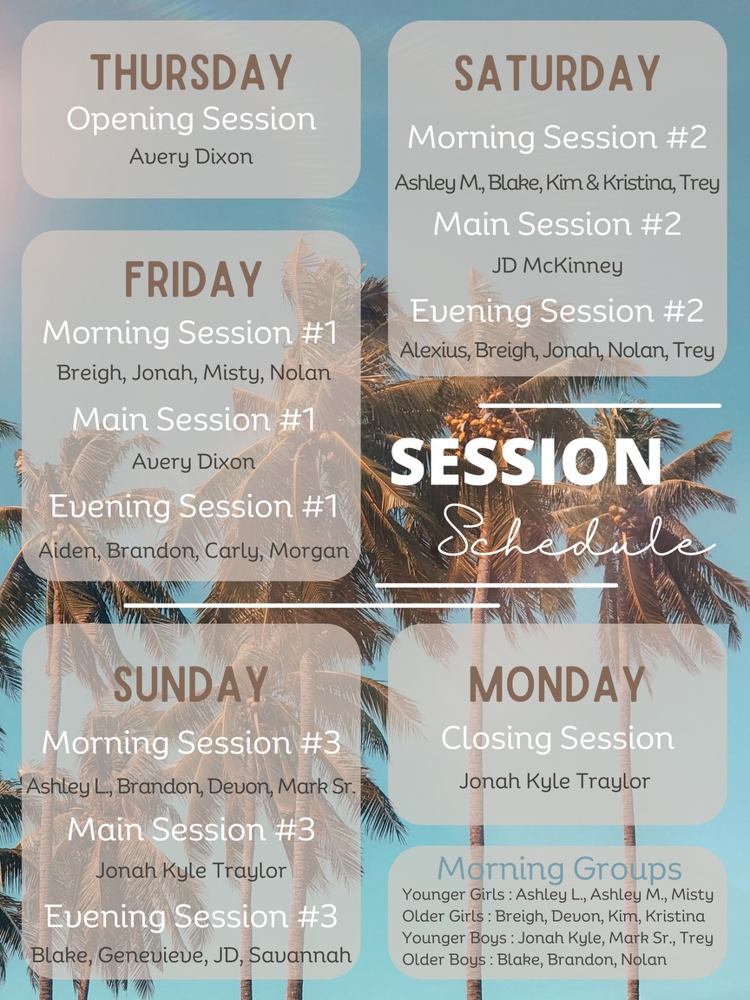 THURSDAY
Opening Session
Avery Dixon
FRIDAY
Morning Session #1
Breigh, Jonah, Misty, Nolan
Main Session #1
Avery Dixon
Evening Session #1
Aiden, Brandon, Carly, Morgan
SATURDAY
Morning Session #2
Ashley M., Blake, Kim & Kristina, Trey
Main Session #2
JD McKinney
Evening Session #2
Alexius, Breigh, Jonah, Nolan, Trey
SESSION
Schedule
SUNDAY
Morning Session #3
Ashley L., Brandon, Devon, Mark Sr.
Main Session #3
Jonah Kyle Traylor
Evening Session #3
Blake, Genevieve, JD, Savannah
MONDAY
Closing Session
Jonah Kyle Traylor
Morning Groups
Younger Girls : Ashley L., Ashley M., Misty
Older Girls : Breigh, Devon, Kim, Kristina
Younger Boys : Jonah Kyle, Mark Sr., Trey
Older Boys : Blake, Brandon, Nolan